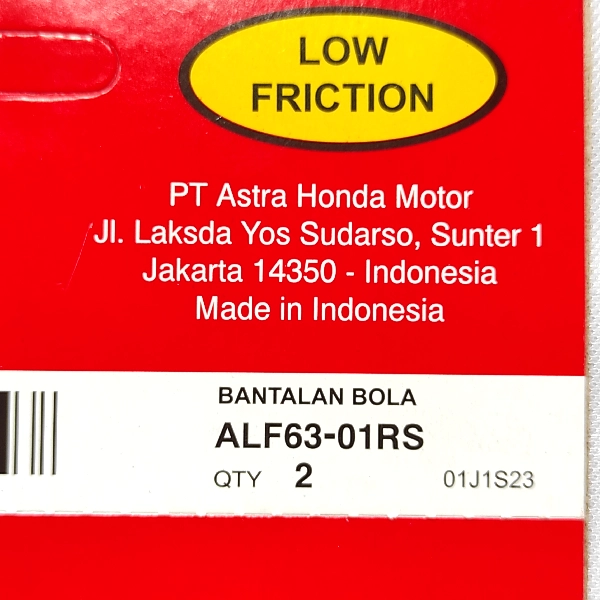 LOW
FRICTION
PT Astra Honda Motor
Jl. Laksda Yos Sudarso, Sunter 1
Jakarta 14350 - Indonesia
Made in Indonesia
BANTALAN BOLA
ALF63-01RS
QTY 2 01J1S23